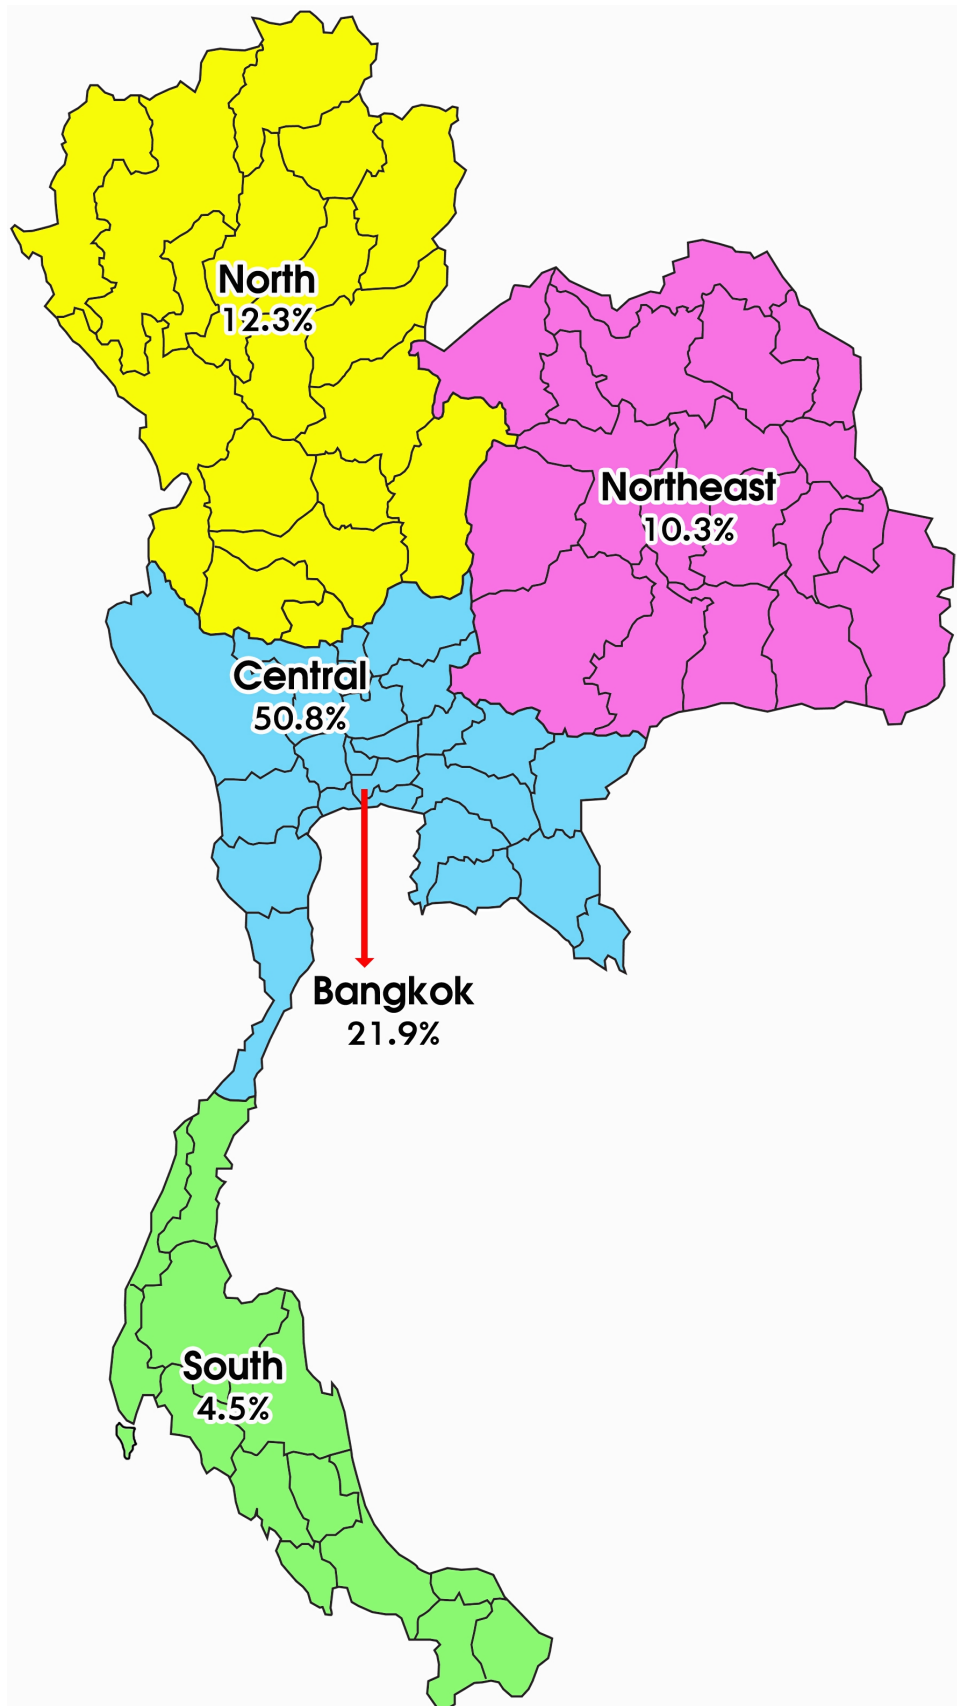 North
12.3%
Northeast
10.3%
Central
50.8%
Bangkok
21.9%
South
4.5%